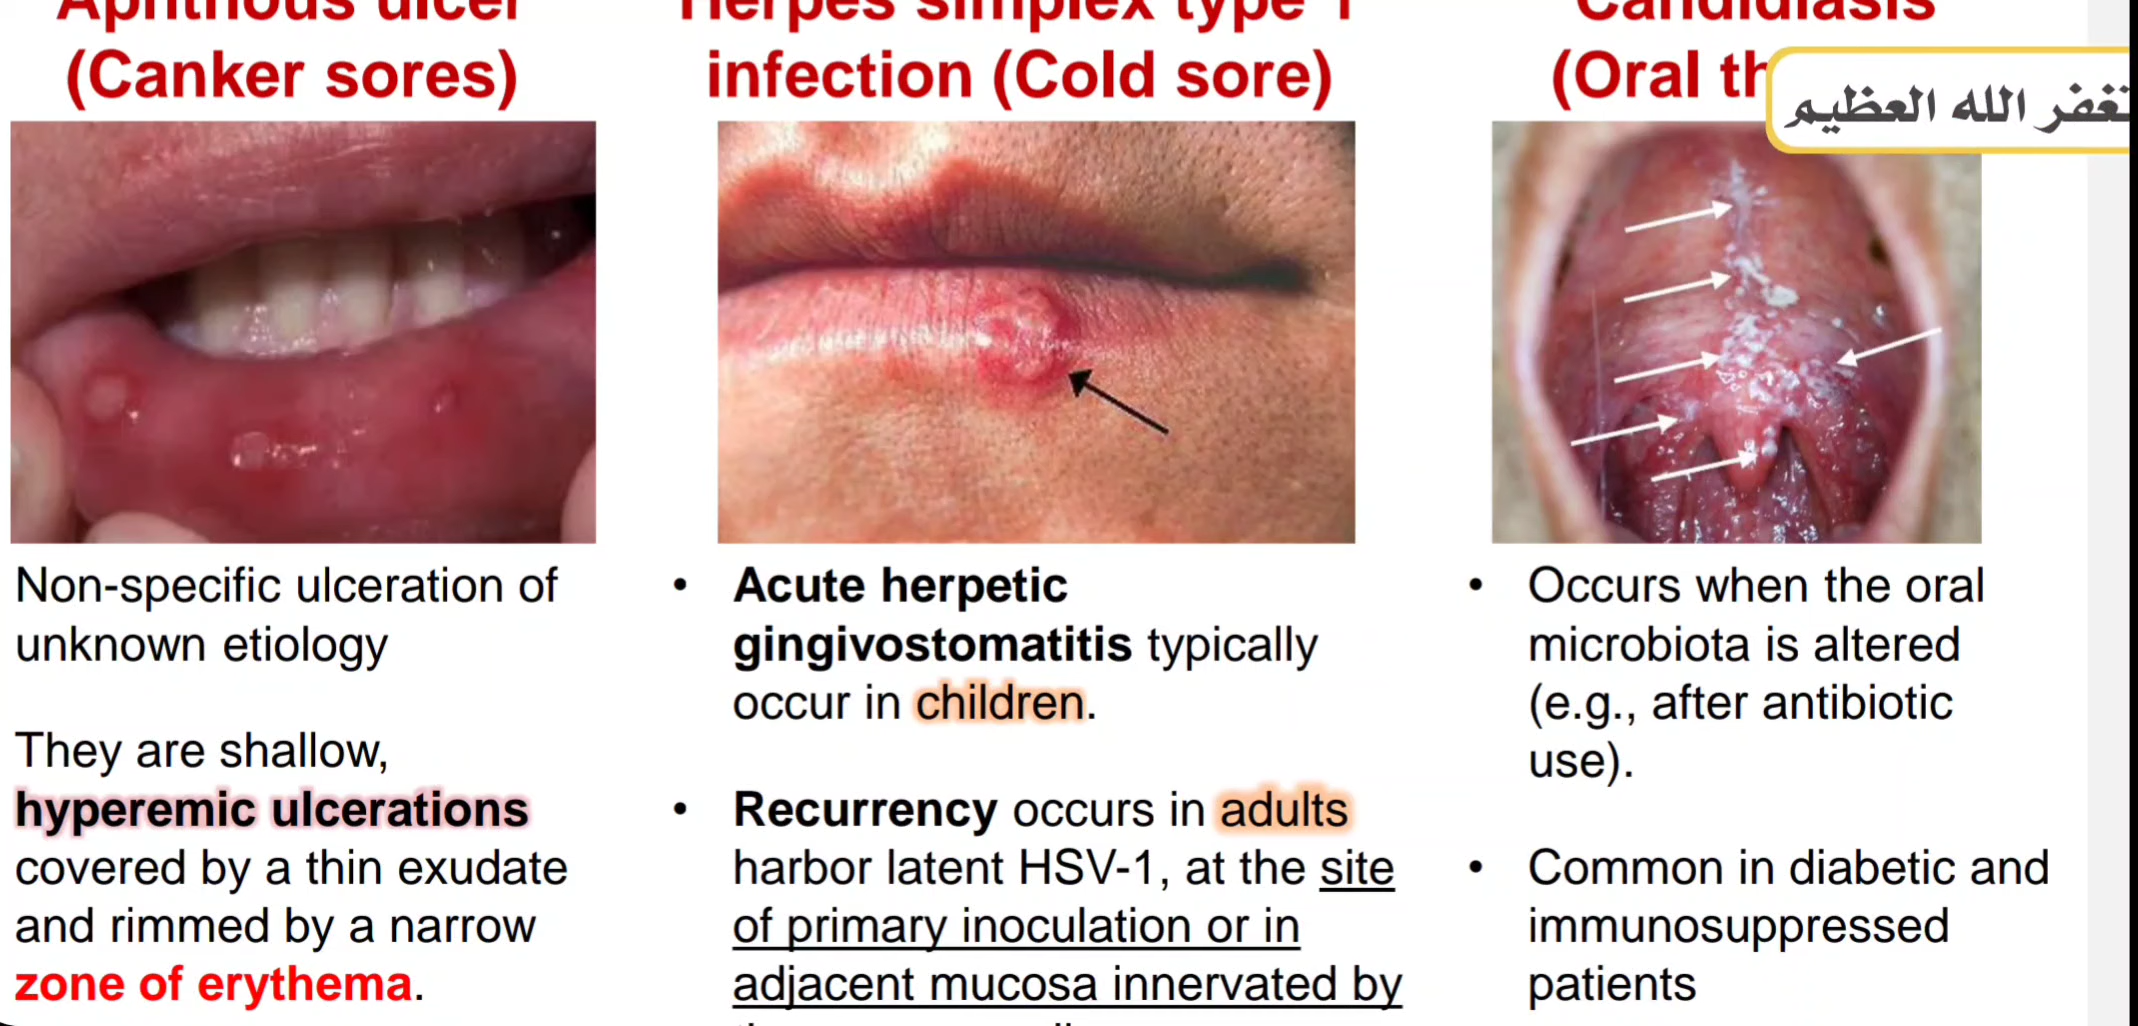 Aphthous ulcer
(Canker sores)
Non-specific ulceration of
unknown etiology
They are shallow,
hyperemic ulcerations
covered by a thin exudate
and rimmed by a narrow
zone of erythema.
Herpes simplex type 1
infection (Cold sore)
• Acute herpetic
gingivostomatitis typically
occur in children.
• Recurrency occurs in adults
harbor latent HSV-1, at the site
of primary inoculation or in
adjacent mucosa innervated by
Candidiasis
(Oral th
تغفر الله العظيم
• Occurs when the oral
microbiota is altered
(e.g., after antibiotic
use).
• Common in diabetic and
immunosuppressed
patients